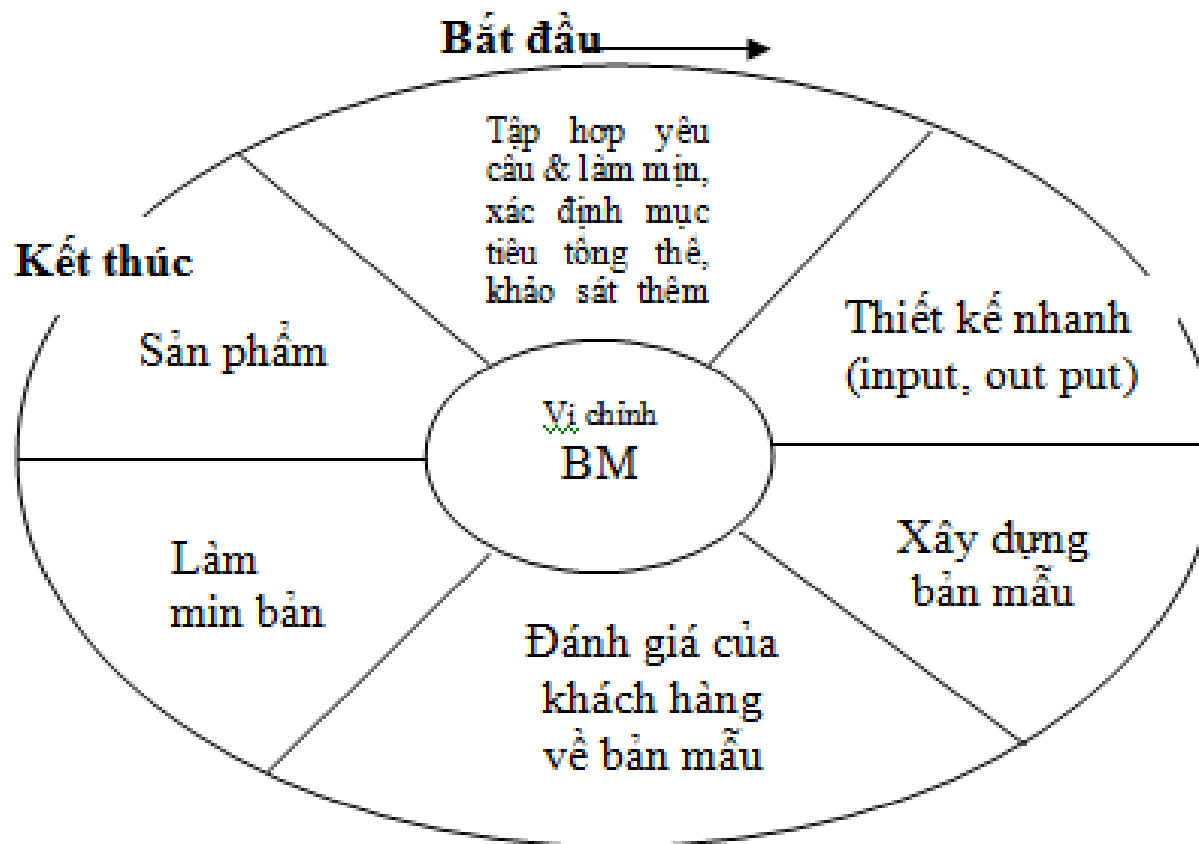 Bắt đầu
Tập hơp yêu
cầu & làm mịn,
xác định mục
tiêu tổng thể,
khảo sát thêm
Thiết kế nhanh
(input, out put)
Xây dựng
bản mẫu
Đánh giá của
khách hàng
về bản mẫu
Làm
min bản
Sản phẩm
Kết thúc
Vi chỉnh
BM